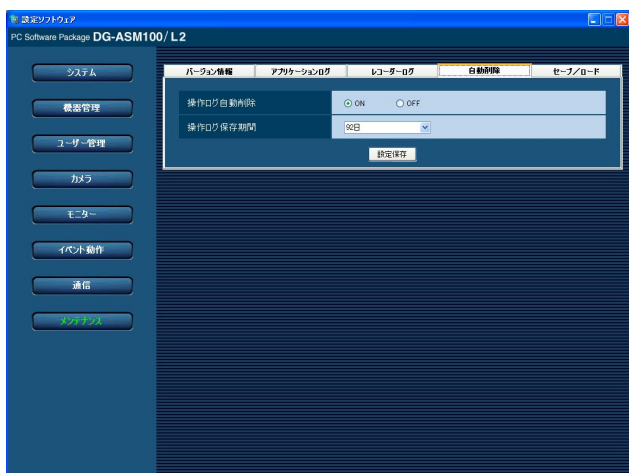 設定ソフトウェア
PC Software Package DG-ASM100/L2
システム
機器管理
ユーザー管理
カメラ
モニター
イベント動作
通信
メンテナンス
バージョン情報 アプリケーションログ レコーダーログ 自動削除 セーブ/ロード
操作ログ自動削除 ON OFF
操作ログ保存期間 92日
設定保存